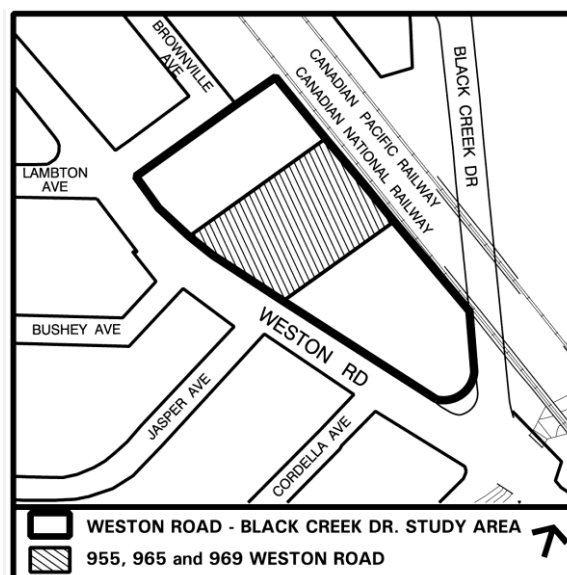 BROWNVILLE
AVE
CANADIAN PACIFIC RAILWAY
CANADIAN NATIONAL RAILWAY
BLACK CREEK DR
LAMBTON
AVE
BUSHEY AVE
WESTON RD
JASPER AVE
CORDELLA AVE
WESTON ROAD - BLACK CREEK DR. STUDY AREA
955, 965 and 969 WESTON ROAD